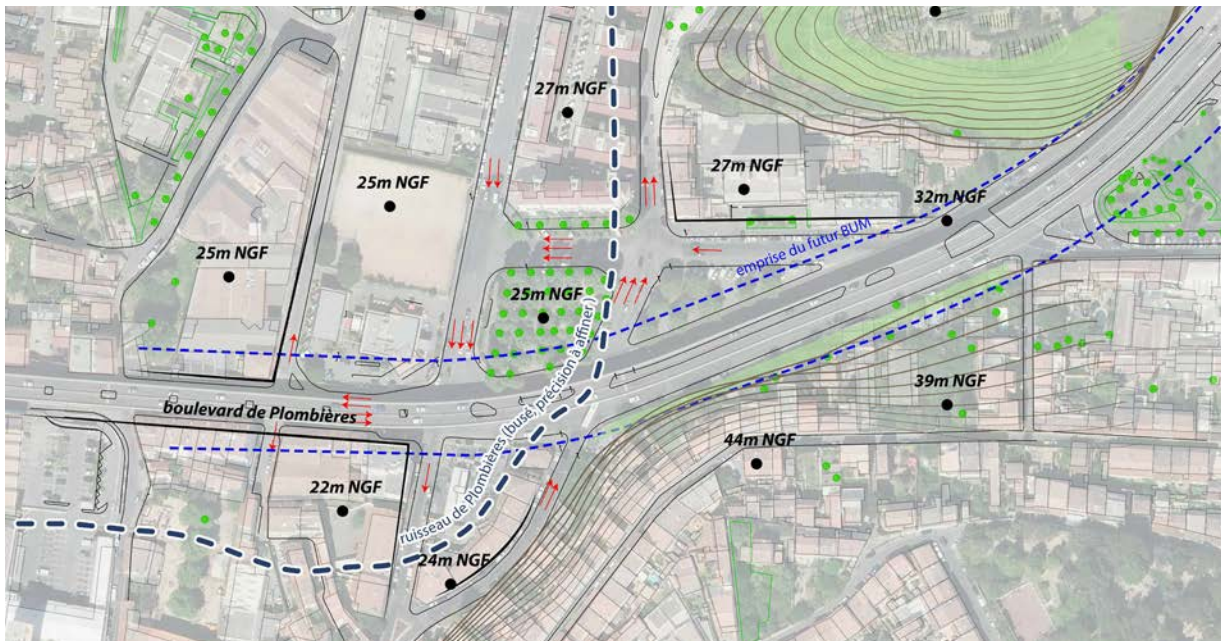 27m NGF
25m NGF
27m NGF
32m NGF
25m NGF
emprise du futur BUM
25m NGF
39m NGF
boulevard de Plombières
44m NGF
22m NGF
ruisseau de Plombières (busé, précision à affiner)
24m NGF